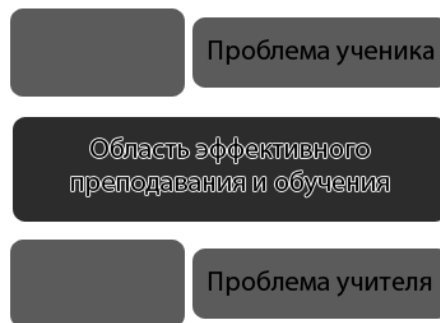 Проблема ученика
Область эффективного
преподавания и обучения
Проблема учителя